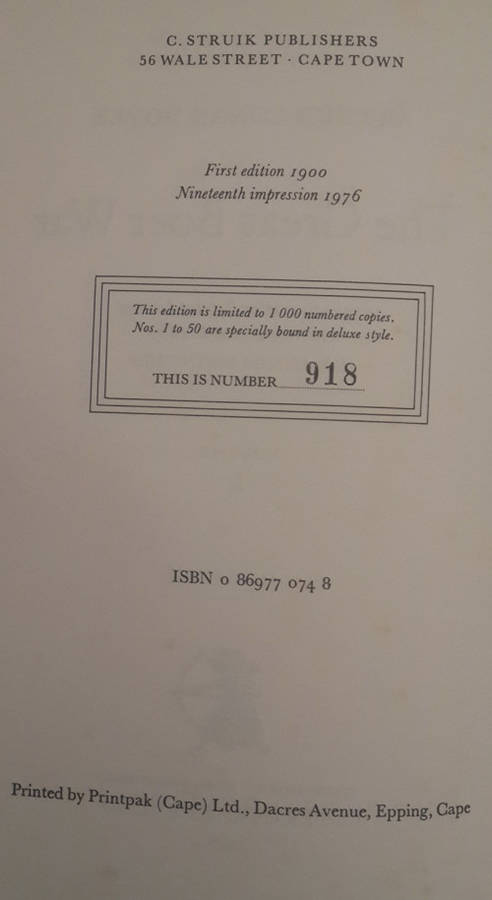 C. STRUIK PUBLISHERS
56 WALE STREET · CAPE TOWN
First edition 1900
Nineteenth impression 1976
This edition is limited to 1 000 numbered copies.
Nos. 1 to 50 are specially bound in deluxe style.
THIS IS NUMBER 918
ISBN 0 86977 074 8
Printed by Printpak (Cape) Ltd., Dacres Avenue, Epping, Cape